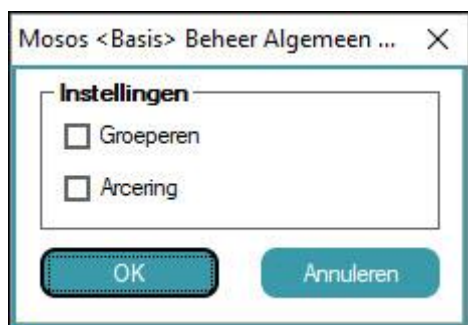 Mosos <Basis> Beheer Algemeen ...
Instellingen
Groeperen
Arcering
OK
Annuleren